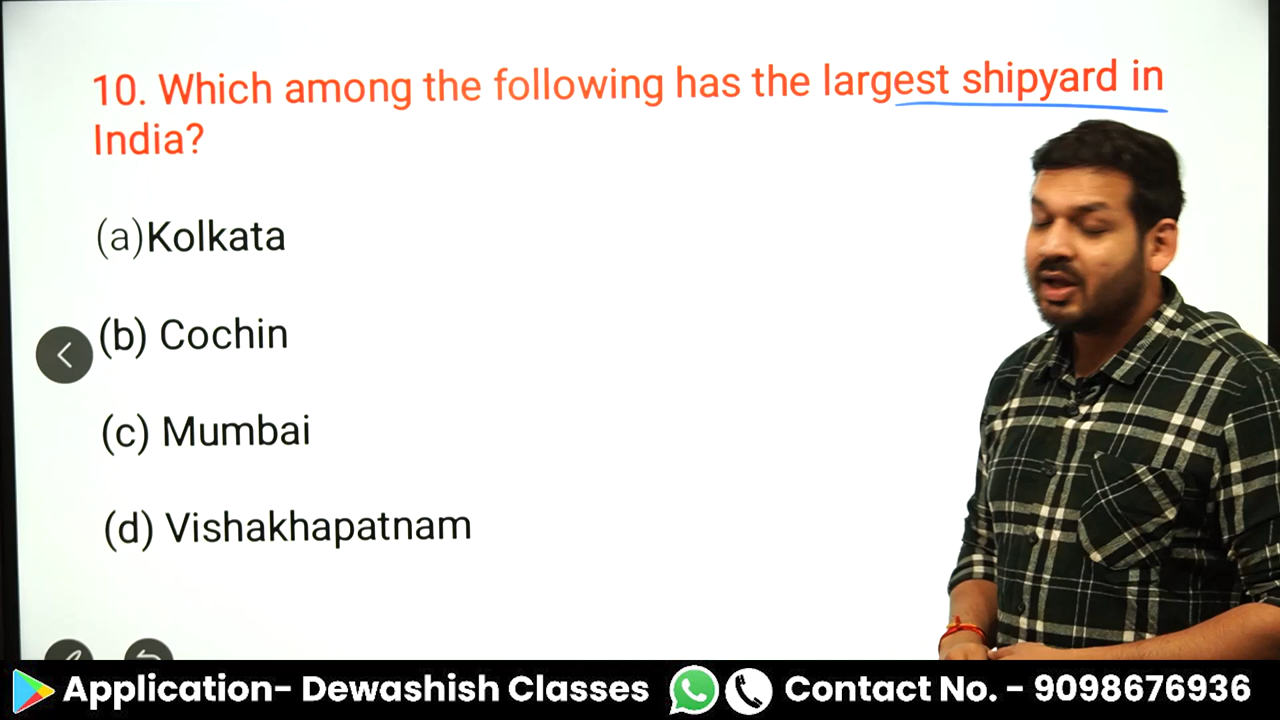 10. Which among the following has the largest shipyard in
India?
(a)Kolkata
(b) Cochin
(c) Mumbai
(d) Vishakhapatnam
Application- Dewashish Classes Contact No. - 9098676936